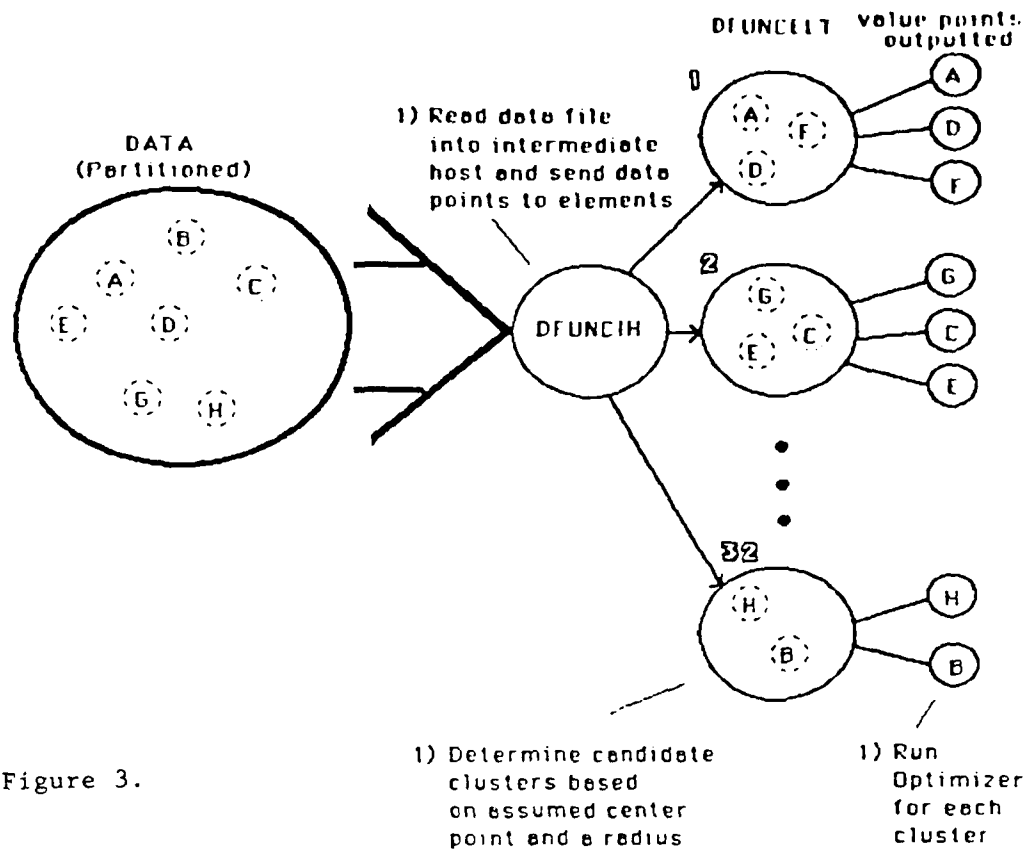 DFUNCELT
value points
outputted
1
A
F
D
A
D
F
1) Read data file
into intermediate
host and send data
points to elements
DATA
(Partitioned)
B
A
C
E
D
G
H
DFUNCIH
2
G
C
E
G
C
E
32
H
B
H
B
1) Determine candidate
clusters based
on assumed center
point and a radius
1) Run
Optimizer
for each
cluster
Figure 3.